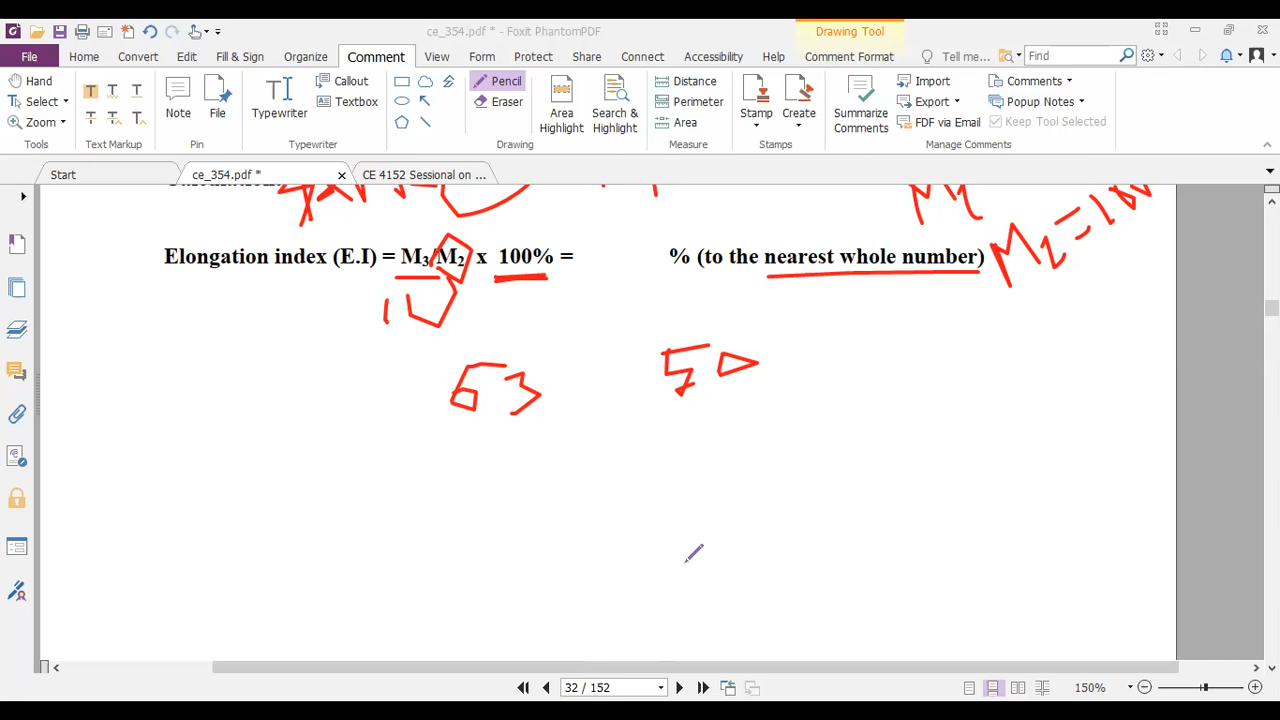 ce_354.pdf * - Foxit PhantomPDF
Drawing Tool
File Home Convert Edit Fill & Sign Organize Comment View Form Protect Share Connect Accessibility Help Comment Format Tell me... Find
Hand
Select
Zoom
Tools
Text Markup
Note
File
Pin
Typewriter
Callout
Textbox
Typewriter
Pencil
Eraser
Drawing
Area Highlight
Search & Highlight
Distance
Perimeter
Area
Measure
Stamp
Create
Stamps
Summarize Comments
Import
Export
FDF via Email
Comments
Popup Notes
Keep Tool Selected
Manage Comments
Start
ce_354.pdf *
CE 4152 Sessional on ...
Elongation index (E.I) = M3/M2 x 100% = % (to the nearest whole number)
M2 =
63
50
32 / 152
150%